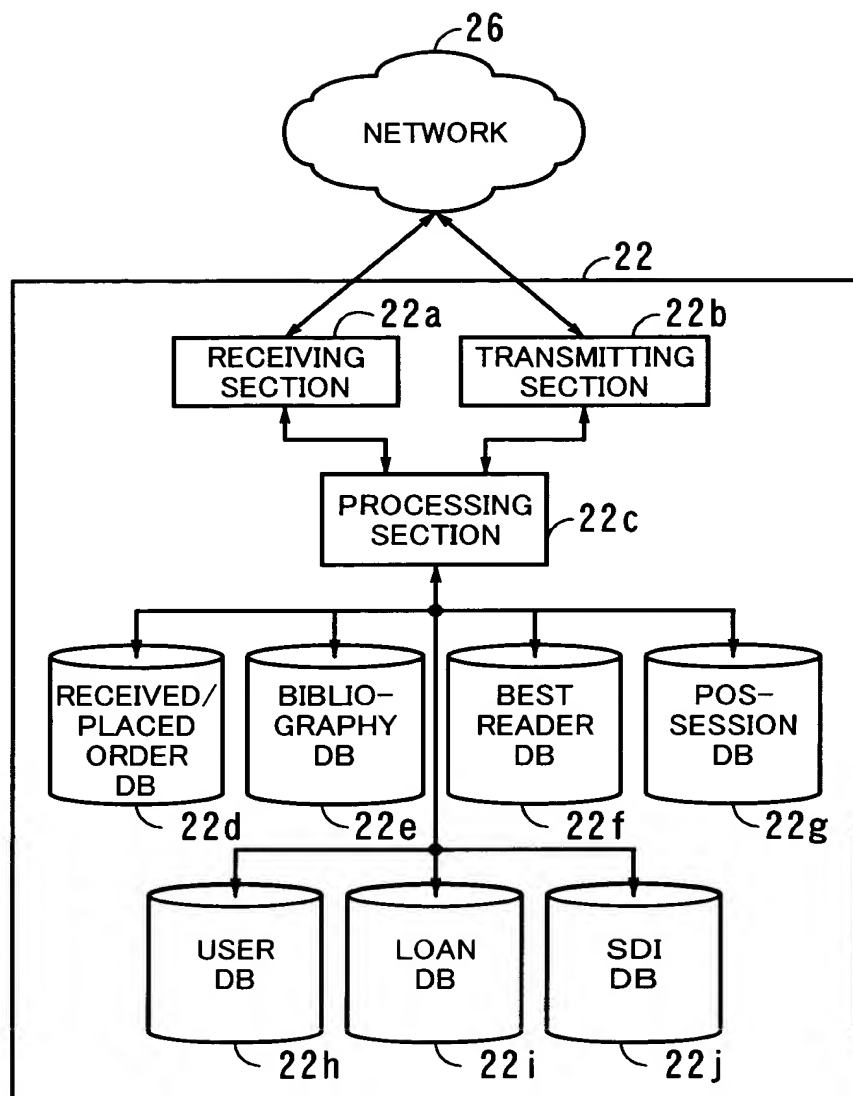 26
NETWORK
22
22a
22b
RECEIVING
SECTION
TRANSMITTING
SECTION
PROCESSING
SECTION
22c
RECEIVED/
PLACED
ORDER
DB
BIBLIO-
GRAPHY
DB
BEST
READER
DB
POS-
SESSION
DB
22d
22e
22f
22g
USER
DB
LOAN
DB
SDI
DB
22h
22i
22j